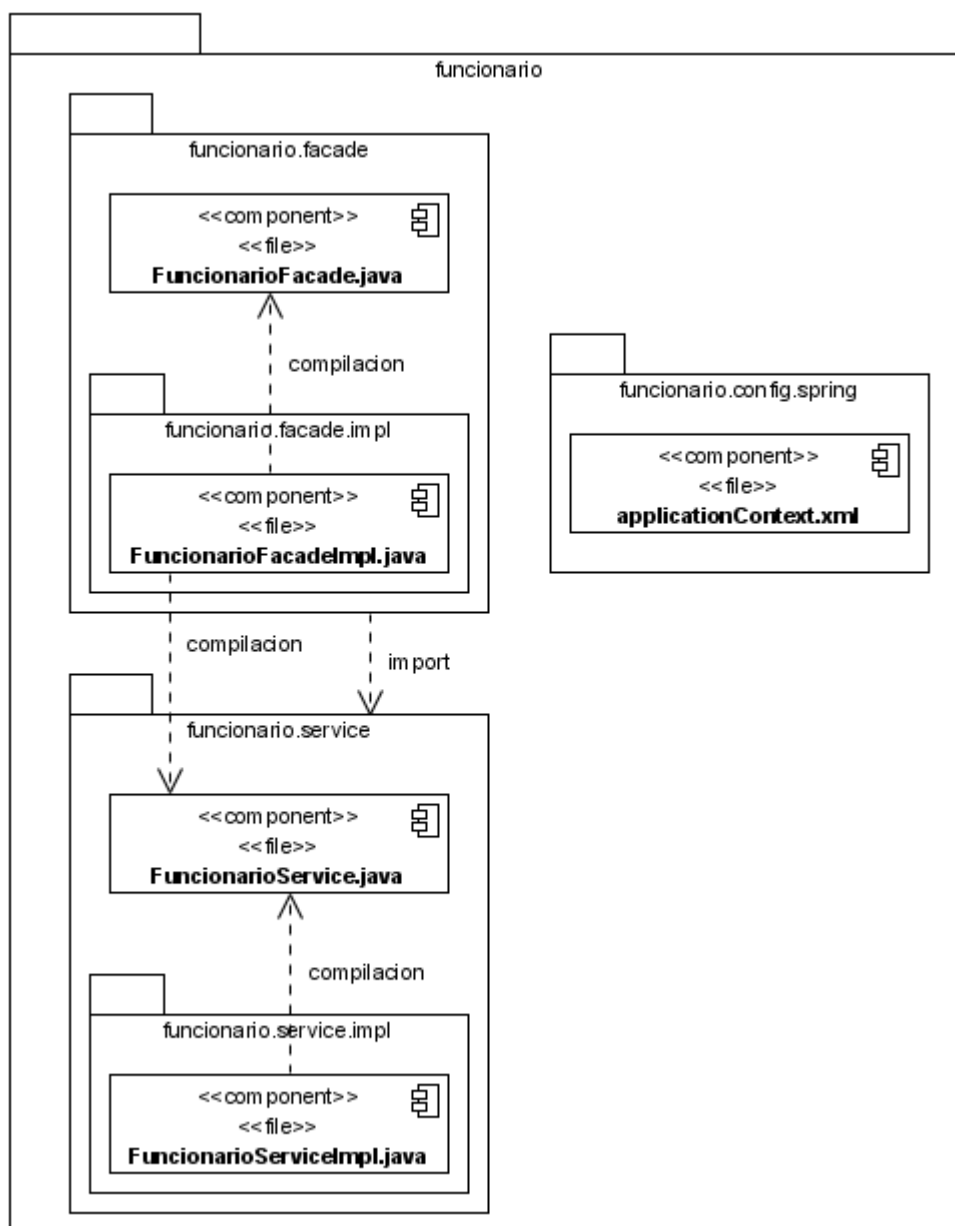 funcionario
funcionario.facade
<<component>>
<<file>>
FuncionarioFacade.java
compilacion
funcionario.facade.impl
<<component>>
<<file>>
FuncionarioFacadeImpl.java
funcionario.config.spring
<<component>>
<<file>>
applicationContext.xml
compilacion
import
funcionario.service
<<component>>
<<file>>
FuncionarioService.java
compilacion
funcionario.service.impl
<<component>>
<<file>>
FuncionarioServiceImpl.java